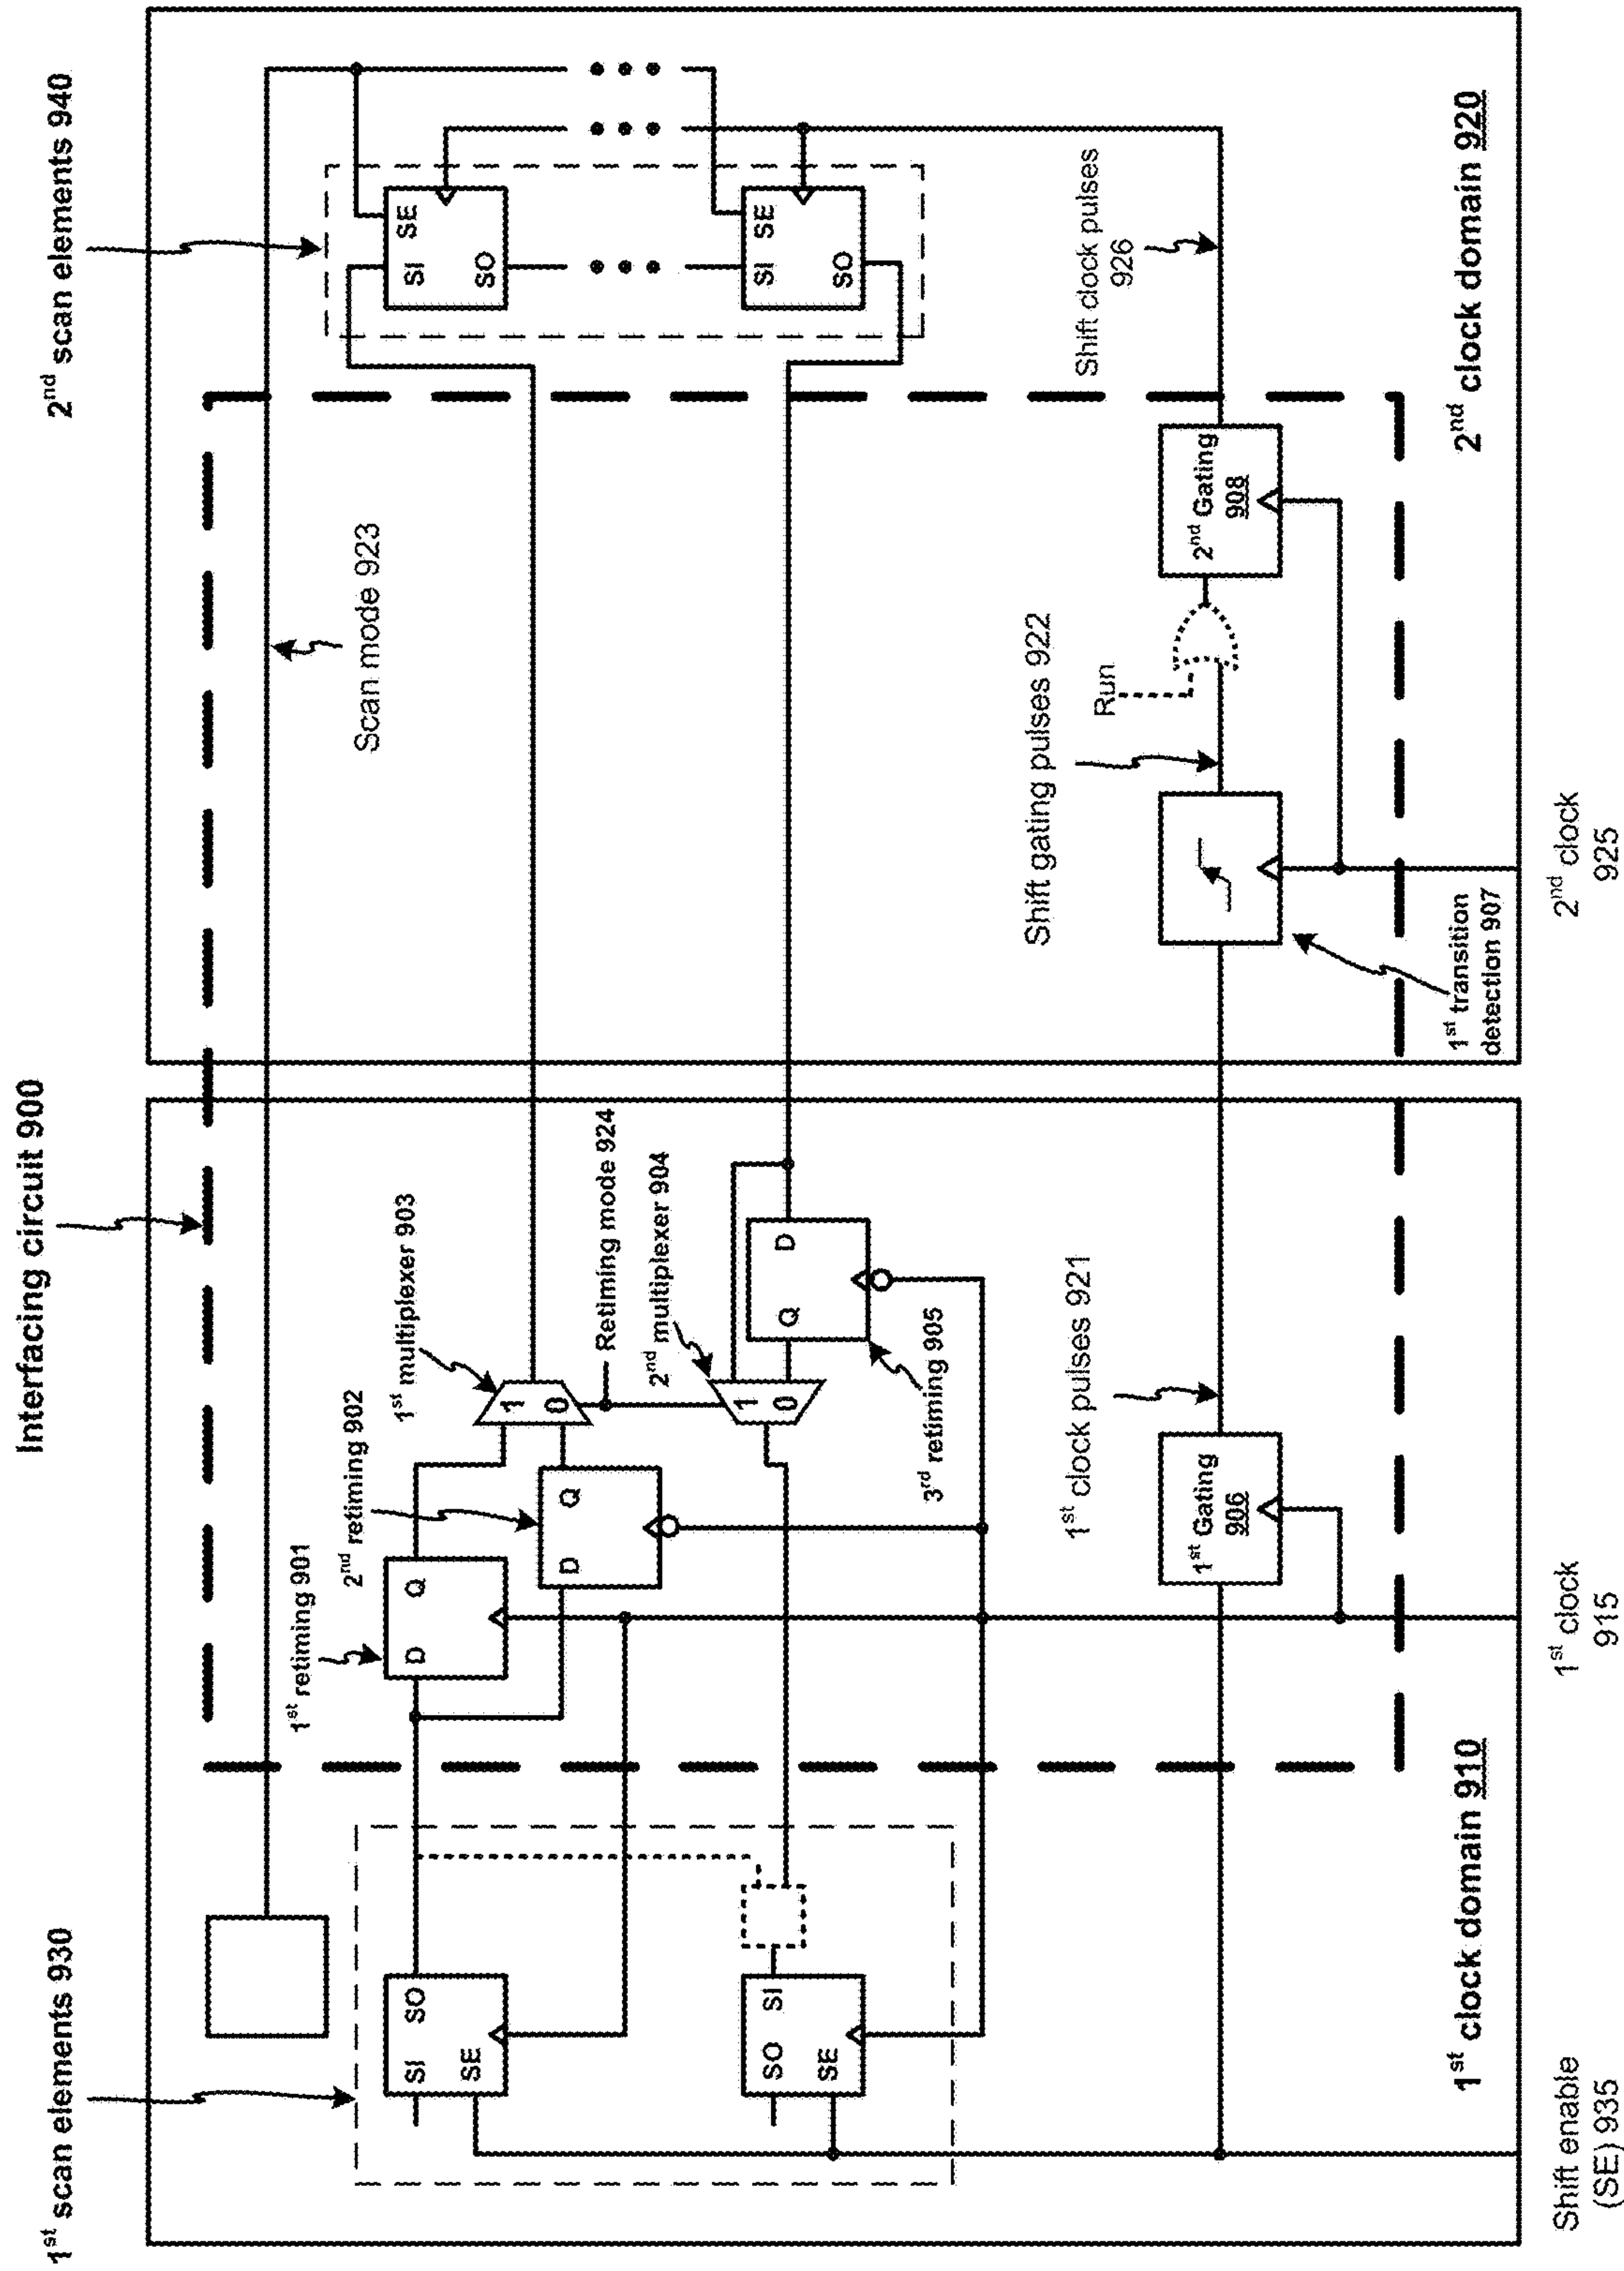 Interfacing circuit 900
1st scan elements 930
2nd scan elements 940
Scan mode 923
1st retiming 901
2nd retiming 902
1st multiplexer 903
Retiming mode 924
2nd multiplexer 904
3rd retiming 905
SI SO
SE
D Q
D Q
1
0
1
0
Q D
SO SI
SE
SI SE
SO
SI SE
SO
1st clock pulses 921
1st Gating
906
Shift gating pulses 922
Run
2nd Gating
908
Shift clock pulses
926
1st transition
detection 907
1st clock domain 910
2nd clock domain 920
Shift enable
(SE) 935
1st clock
915
2nd clock
925